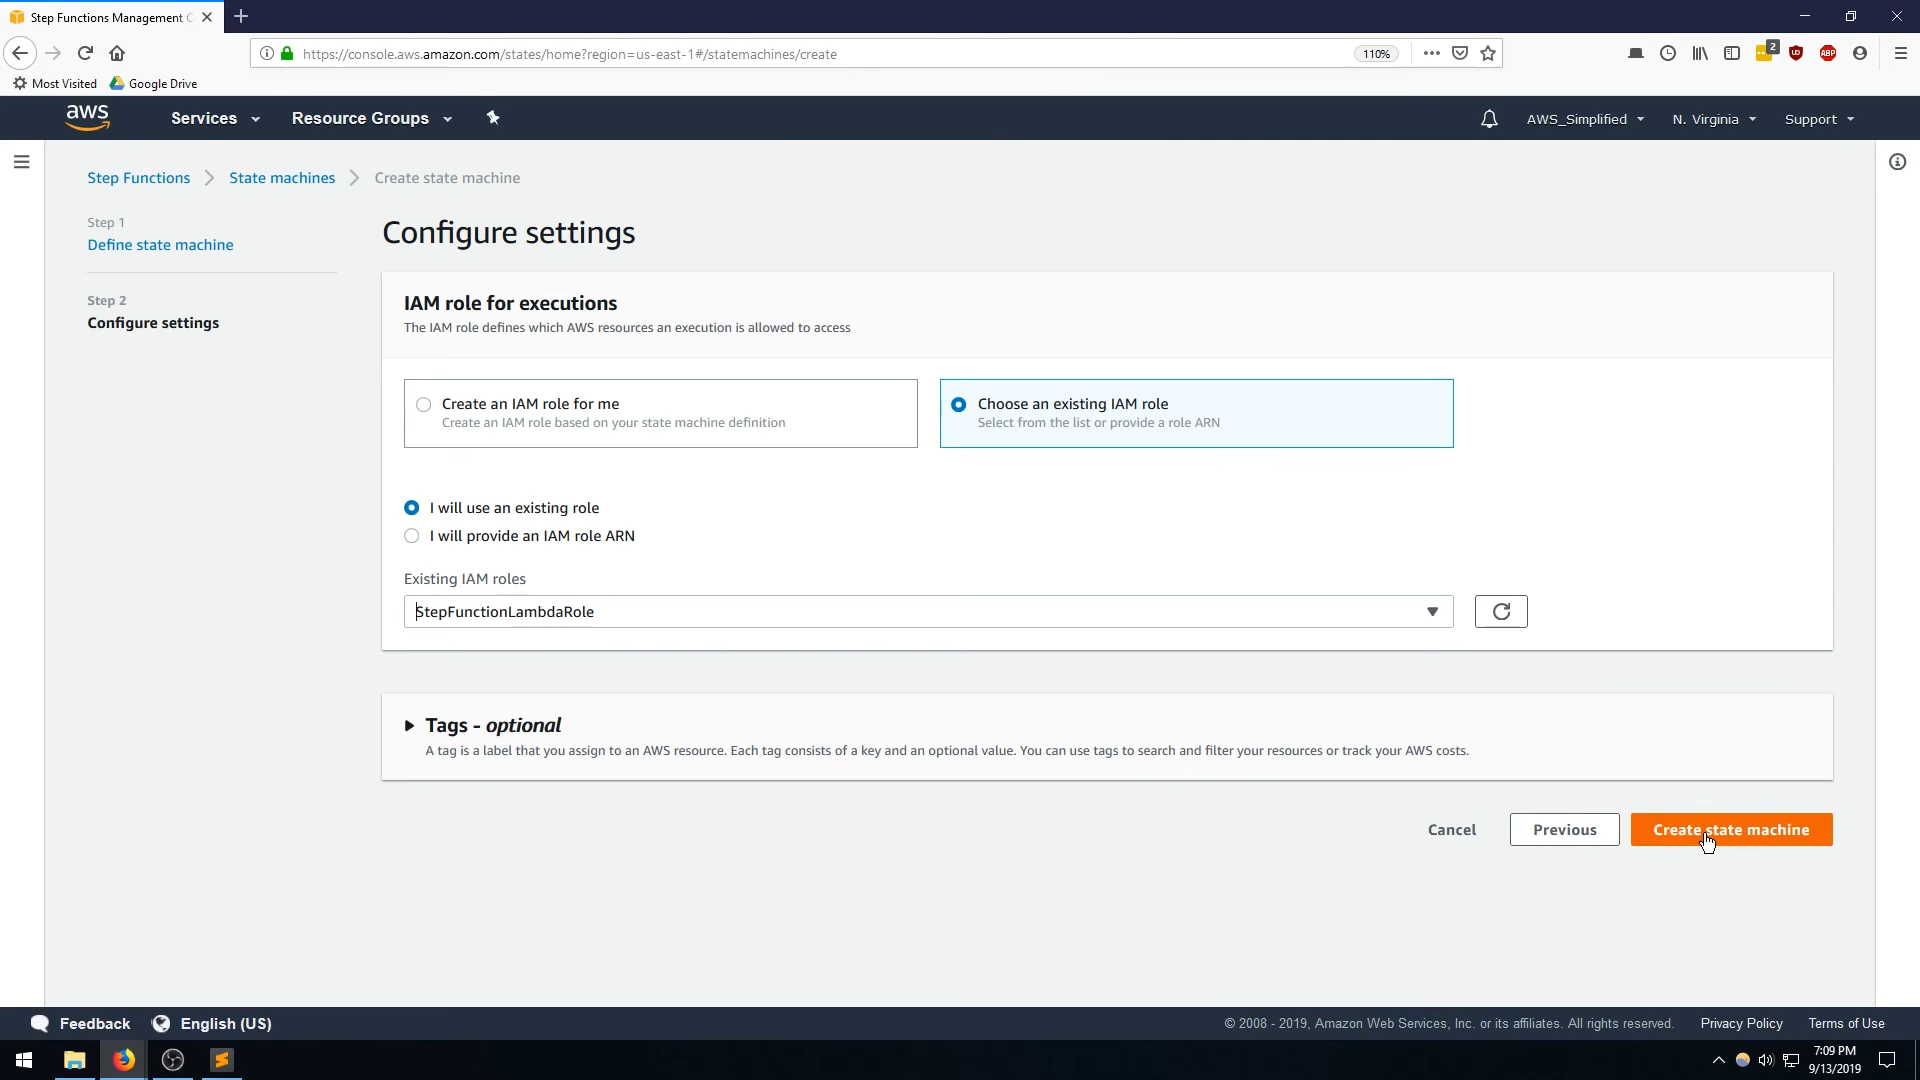 Step Functions Management C
https://console.aws.amazon.com/states/home?region=us-east-1#/statemachines/create
110%
2
UO
ABP
Most Visited
Google Drive
aws
Services
Resource Groups
AWS_Simplified
N. Virginia
Support
Step Functions
State machines
Create state machine
Step 1
Define state machine
Step 2
Configure settings
Configure settings
IAM role for executions
The IAM role defines which AWS resources an execution is allowed to access
Create an IAM role for me
Create an IAM role based on your state machine definition
Choose an existing IAM role
Select from the list or provide a role ARN
I will use an existing role
I will provide an IAM role ARN
Existing IAM roles
StepFunctionLambdaRole
Tags - optional
A tag is a label that you assign to an AWS resource. Each tag consists of a key and an optional value. You can use tags to search and filter your resources or track your AWS costs.
Cancel
Previous
Create state machine
Feedback
English (US)
© 2008 - 2019, Amazon Web Services, Inc. or its affiliates. All rights reserved.
Privacy Policy
Terms of Use
7:09 PM
9/13/2019